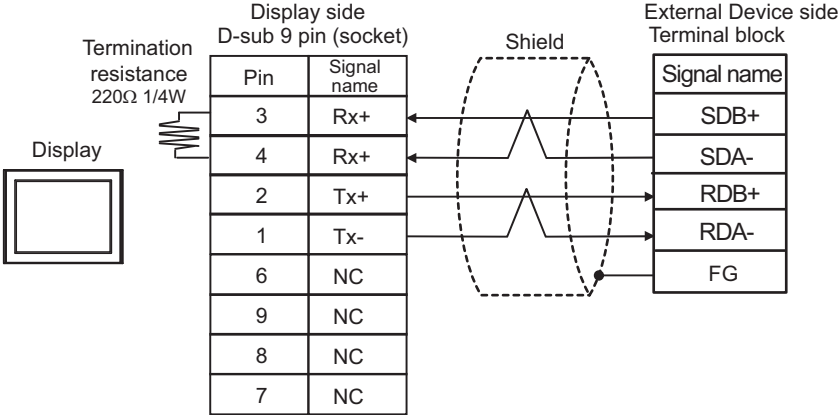 Display side
D-sub 9 pin (socket)
External Device side
Terminal block
Termination
resistance
220Ω 1/4W
Shield
Display
Pin Signal name
3 Rx+
4 Rx+
2 Tx+
1 Tx-
6 NC
9 NC
8 NC
7 NC
Signal name
SDB+
SDA-
RDB+
RDA-
FG